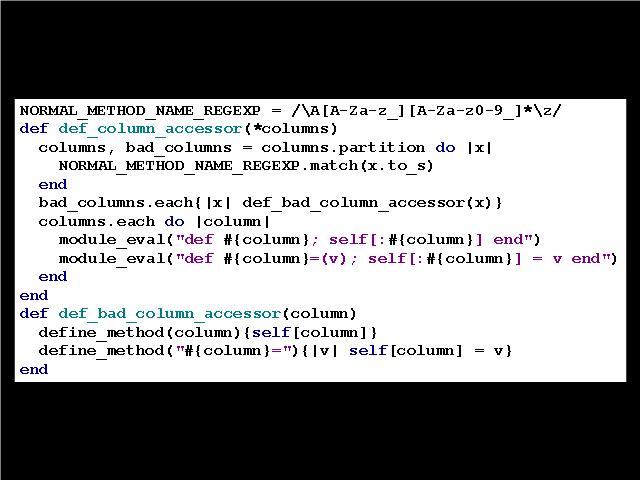 NORMAL_METHOD_NAME_REGEXP = /\A[A-Za-z_][A-Za-z0-9_]*\z/
def def_column_accessor(*columns)
  columns, bad_columns = columns.partition do |x|
    NORMAL_METHOD_NAME_REGEXP.match(x.to_s)
  end
  bad_columns.each{|x| def_bad_column_accessor(x)}
  columns.each do |column|
    module_eval("def #{column}; self[:#{column}] end")
    module_eval("def #{column}=(v); self[:#{column}] = v end")
  end
end
def def_bad_column_accessor(column)
  define_method(column){self[column]}
  define_method("#{column}="){|v| self[column] = v}
end